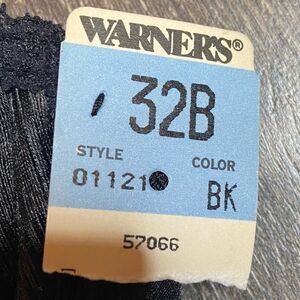 WARNER'S®
32B
STYLE COLOR
01121 BK
57066